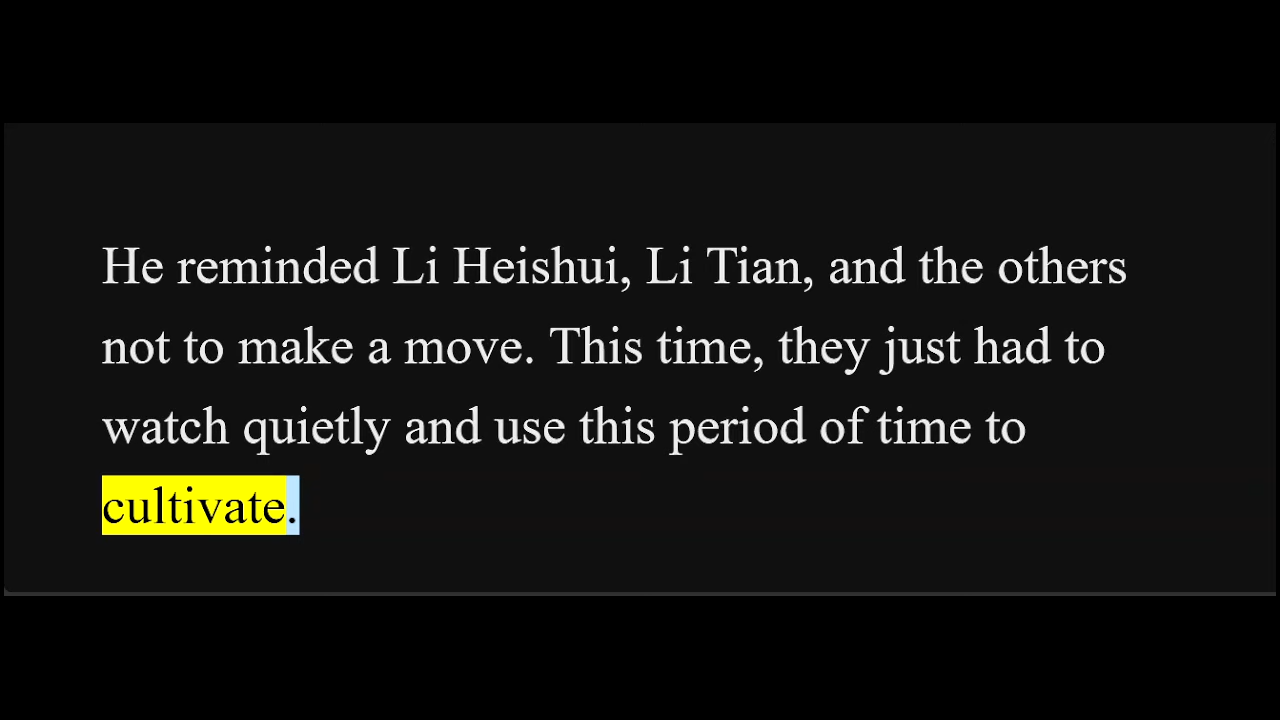 He reminded Li Heishui, Li Tian, and the others
not to make a move. This time, they just had to
watch quietly and use this period of time to
cultivate.